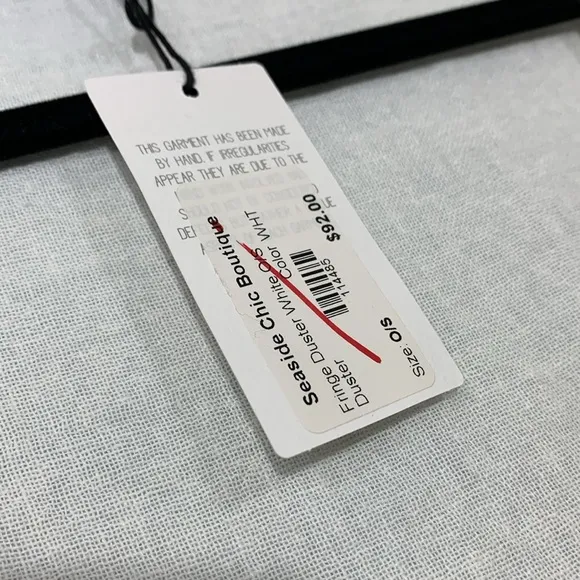 THIS GARMENT HAS BEEN MADE
BY HAND. IF IRREGULARITIES
APPEAR THEY ARE DUE TO THE
Seaside Chic Boutique
Fringe Duster White O/S
Duster Color WHT
114485
$92.00
Size: O/S